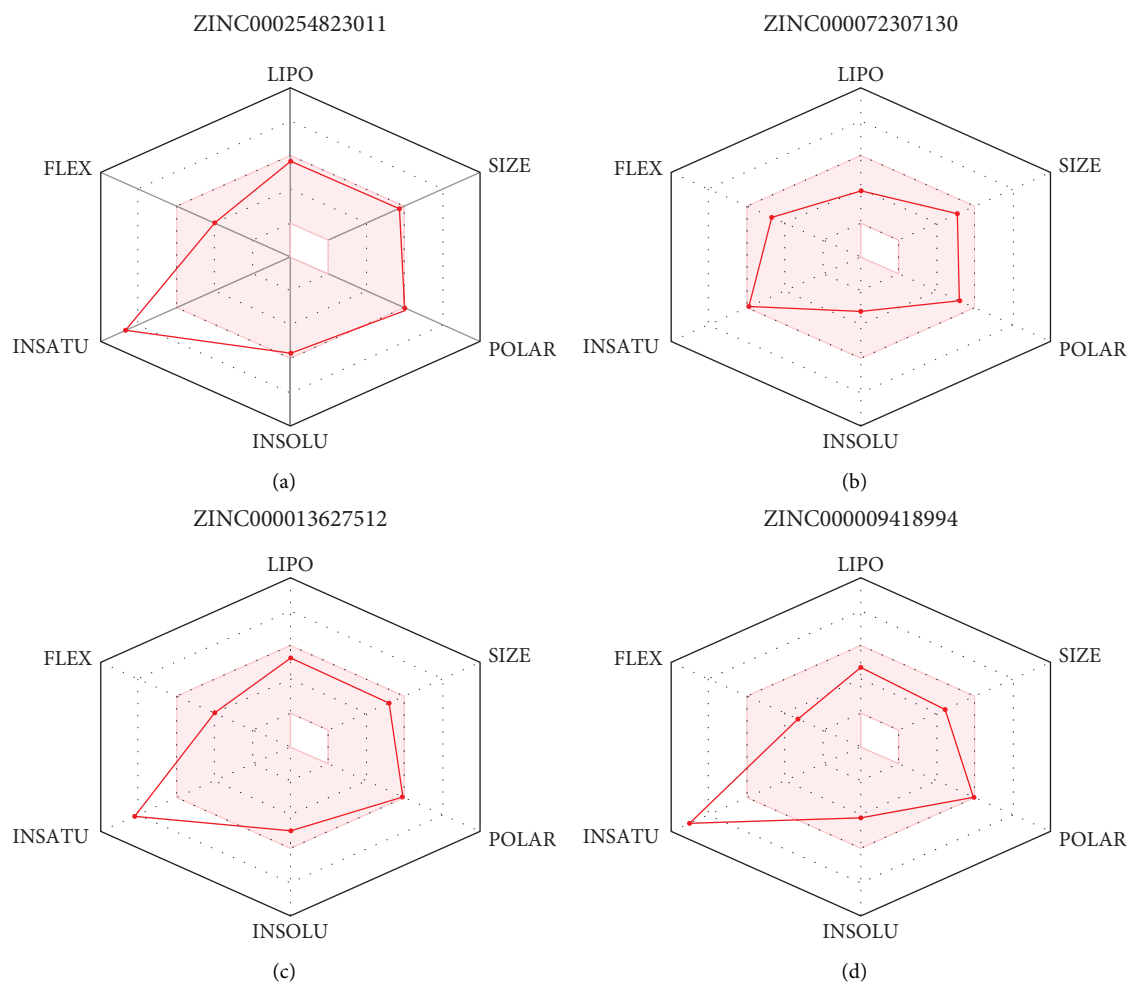 ZINC000254823011
LIPO
FLEX
SIZE
INSATU
POLAR
INSOLU
(a)
ZINC000072307130
LIPO
FLEX
SIZE
INSATU
POLAR
INSOLU
(b)
ZINC000013627512
LIPO
FLEX
SIZE
INSATU
POLAR
INSOLU
(c)
ZINC000009418994
LIPO
FLEX
SIZE
INSATU
POLAR
INSOLU
(d)